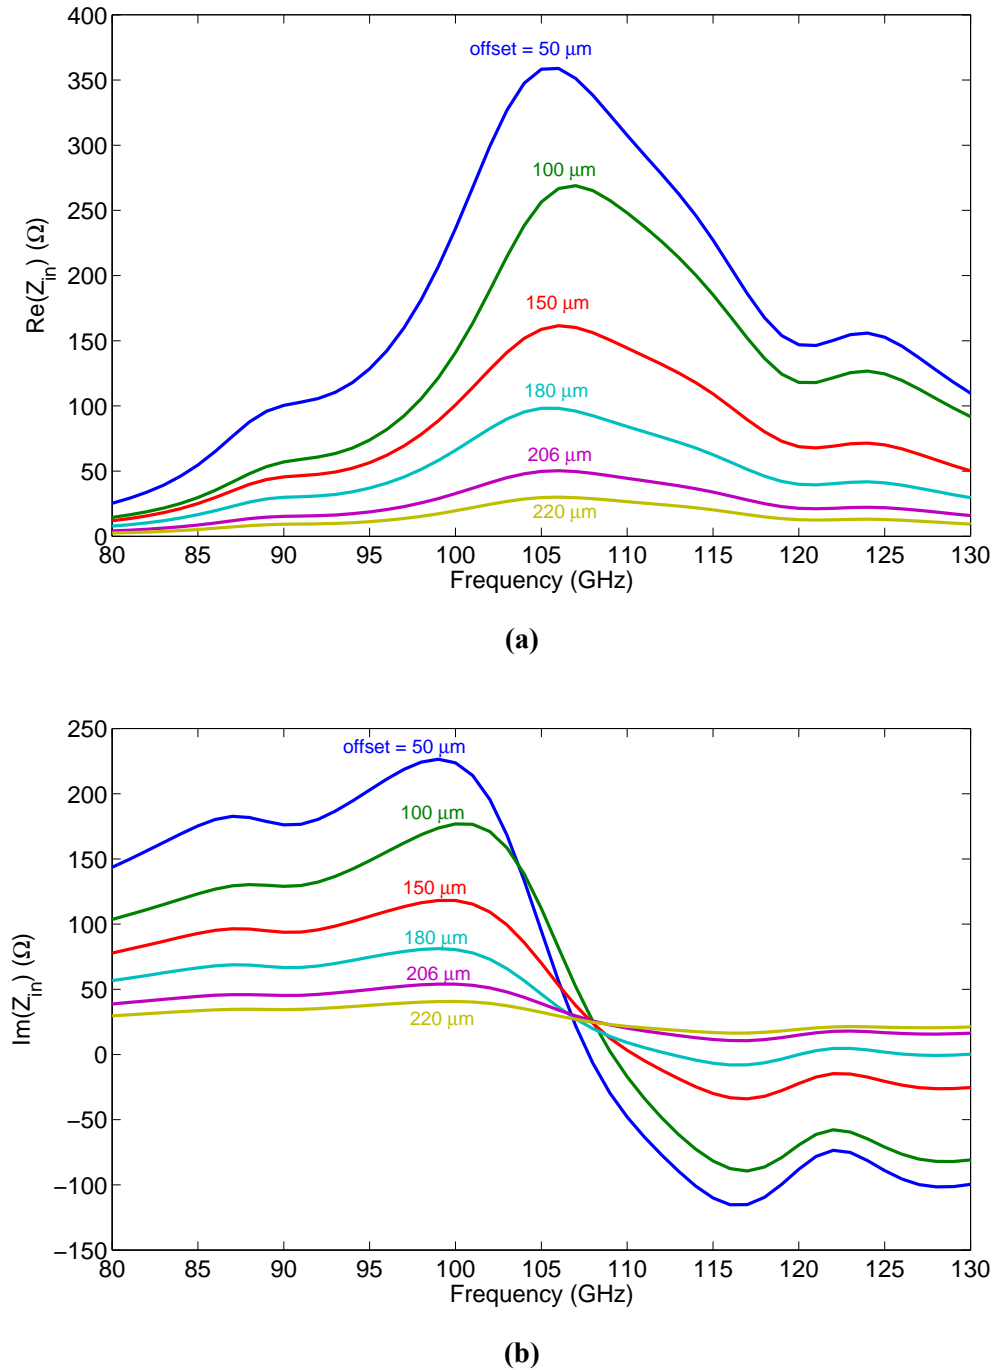 400
350
300
250
200
150
100
50
0
Re(Z_in) (Ω)
offset = 50 μm
100 μm
150 μm
180 μm
206 μm
220 μm
80 85 90 95 100 105 110 115 120 125 130
Frequency (GHz)
(a)
250
200
150
100
50
0
−50
−100
−150
Im(Z_in) (Ω)
offset = 50 μm
100 μm
150 μm
180 μm
206 μm
220 μm
80 85 90 95 100 105 110 115 120 125 130
Frequency (GHz)
(b)